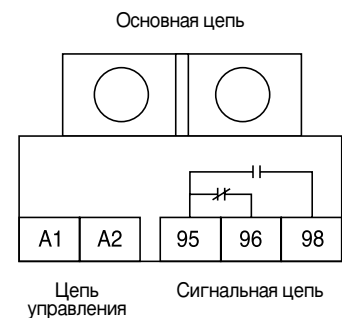 Основная цепь
A1 A2 95 96 98
Цепь управления Сигнальная цепь